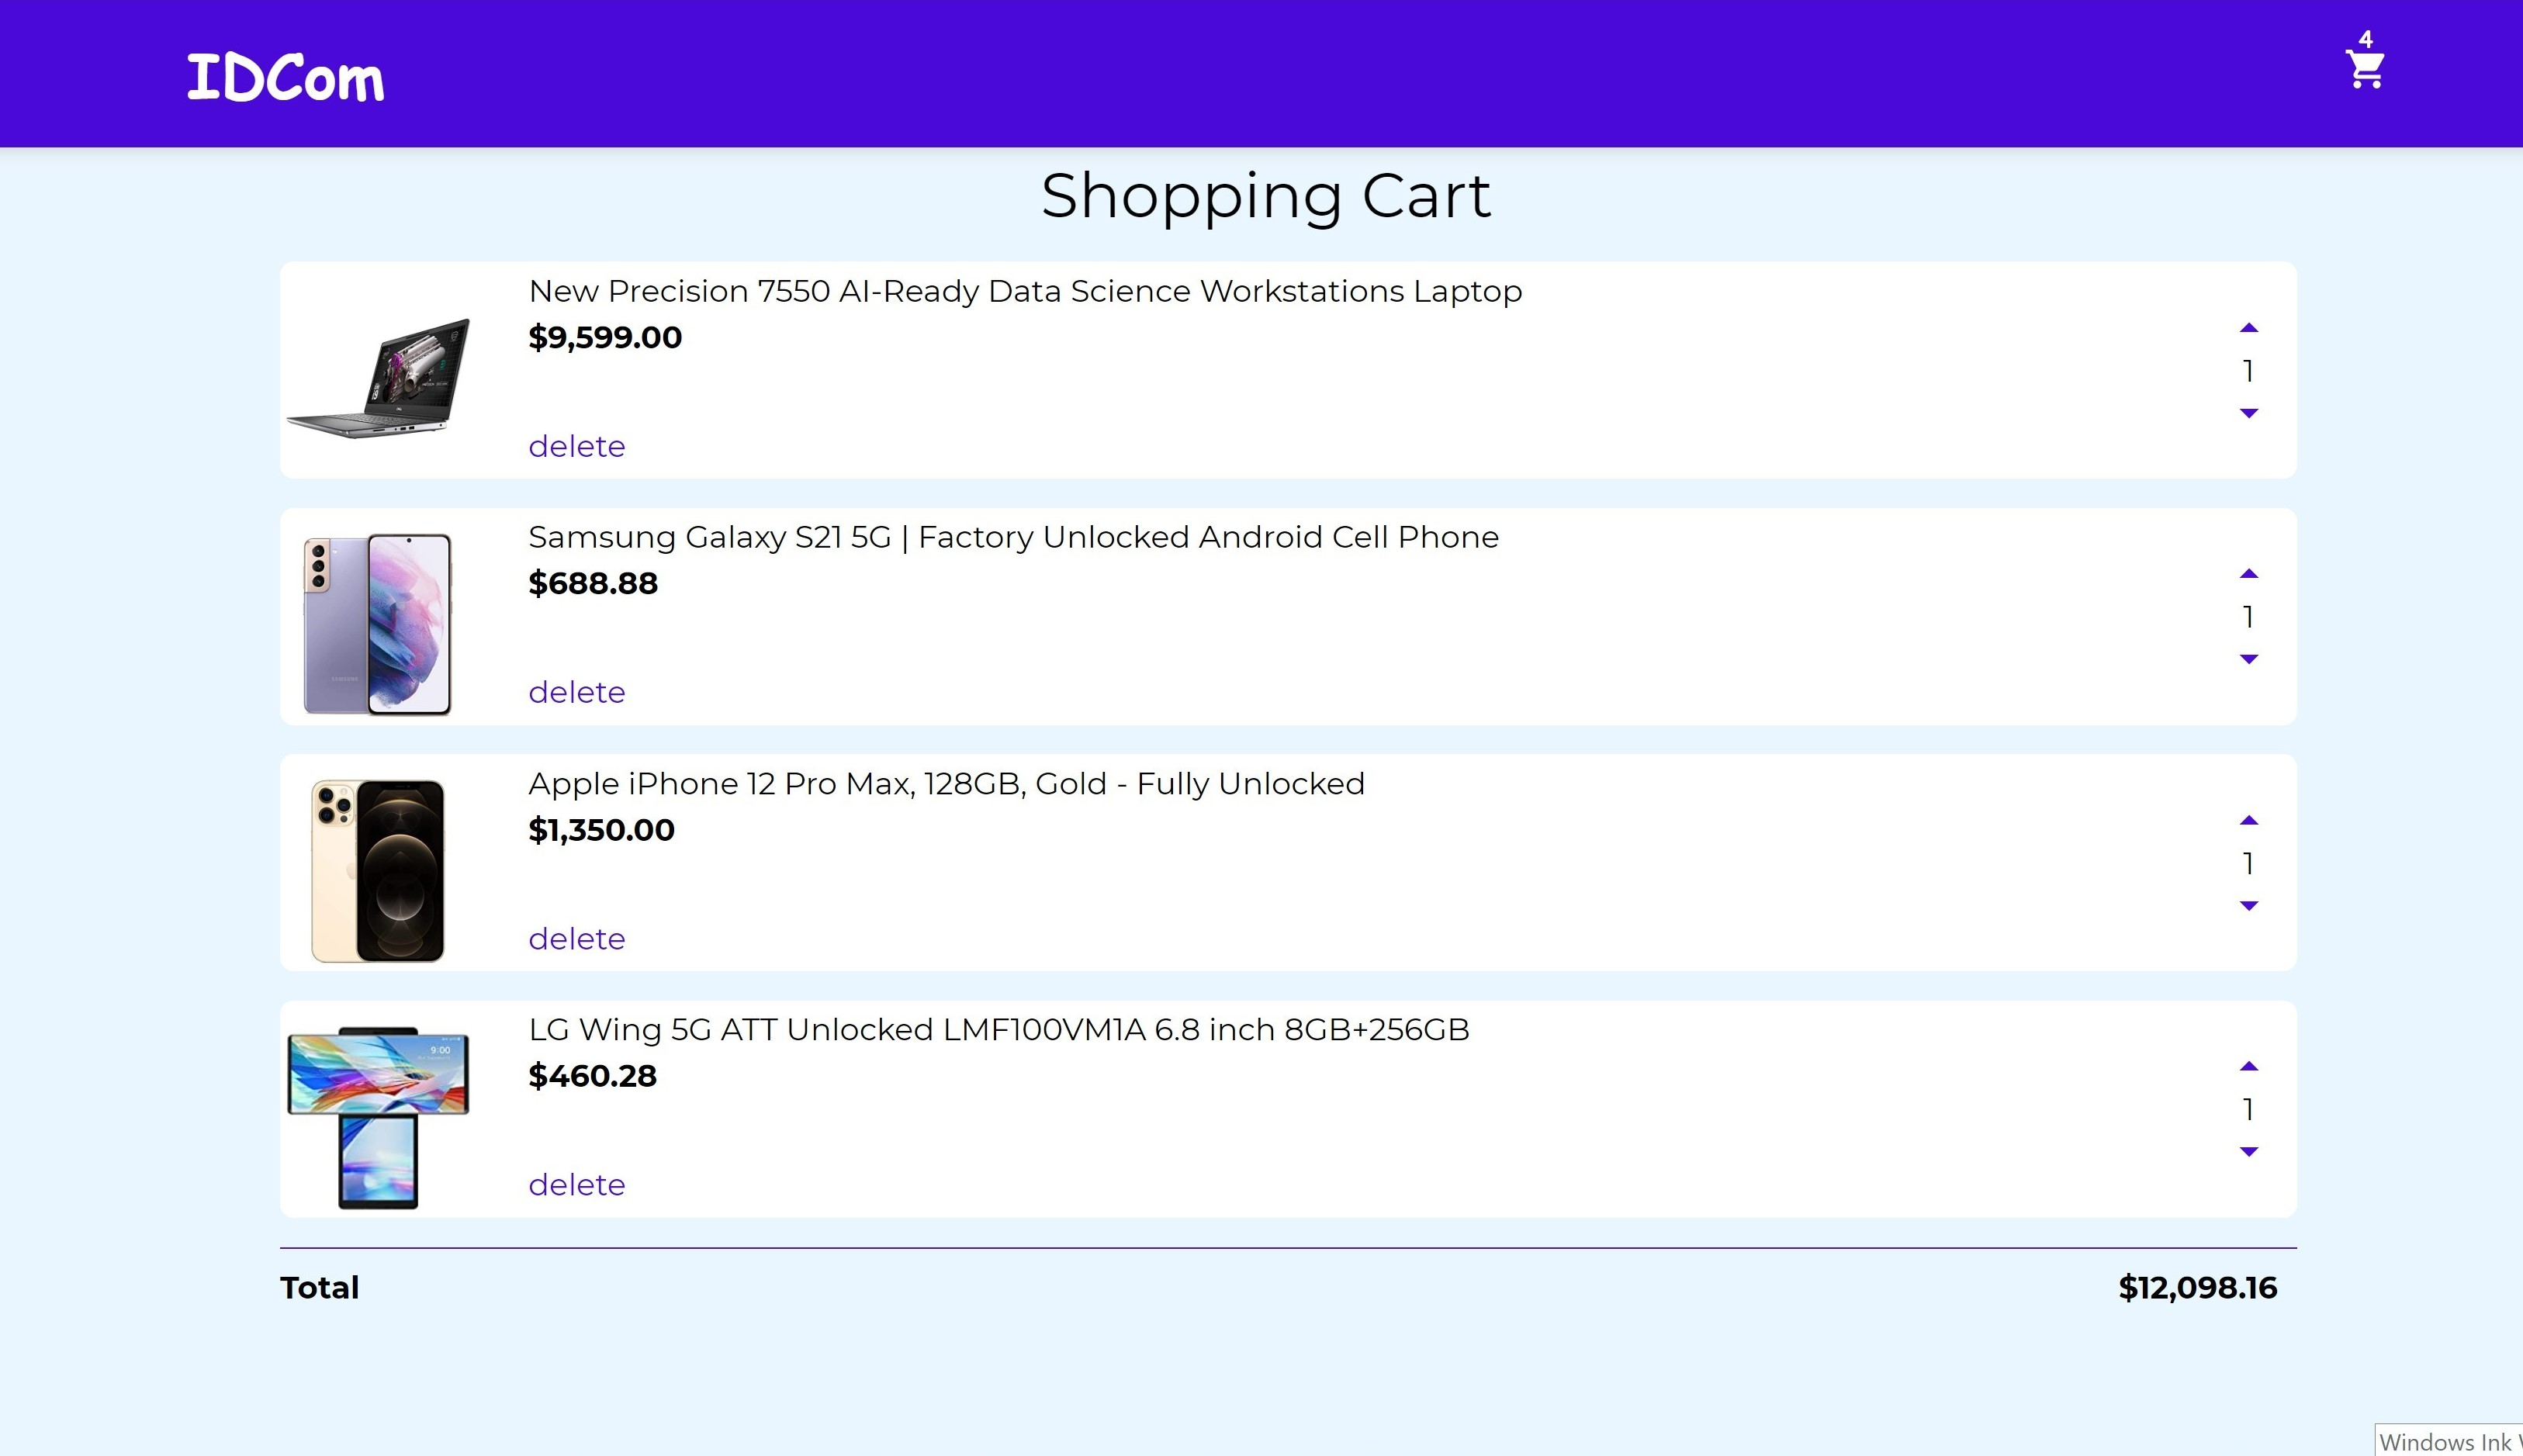 IDCom
4
Shopping Cart
New Precision 7550 AI-Ready Data Science Workstations Laptop
$9,599.00
1
delete
Samsung Galaxy S21 5G | Factory Unlocked Android Cell Phone
$688.88
1
delete
Apple iPhone 12 Pro Max, 128GB, Gold - Fully Unlocked
$1,350.00
1
delete
LG Wing 5G ATT Unlocked LMF100VM1A 6.8 inch 8GB+256GB
9:00
$460.28
1
delete
Total
$12,098.16
Windows Ink